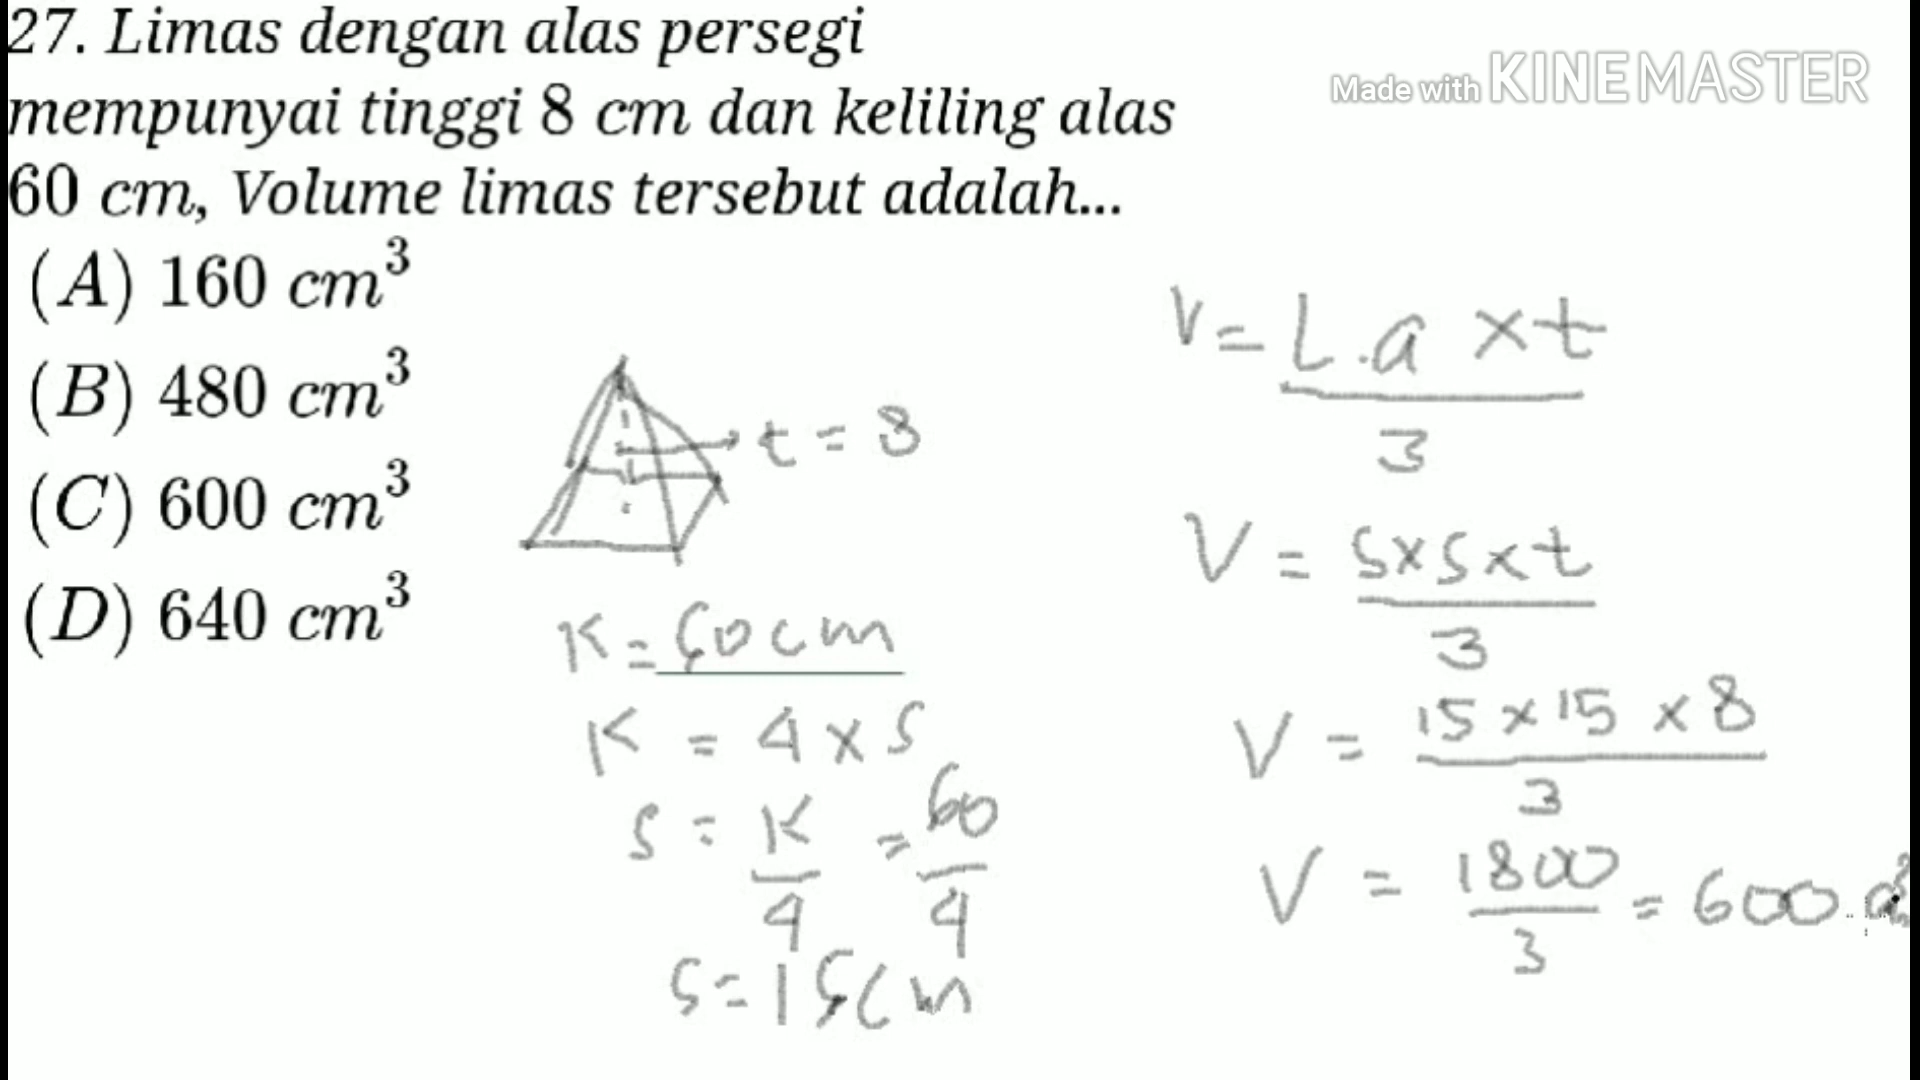 27. Limas dengan alas persegi
mempunyai tinggi 8 cm dan keliling alas
60 cm, Volume limas tersebut adalah...
(A) 160 cm³
(B) 480 cm³
(C) 600 cm³
(D) 640 cm³
Made with KINEMASTER
t = 8
K = 60 cm
K = 4 x s
s = K/4 = 60/4
s = 15 cm
V = L.a x t / 3
V = s x s x t / 3
V = 15 x 15 x 8 / 3
V = 1800/3 = 600